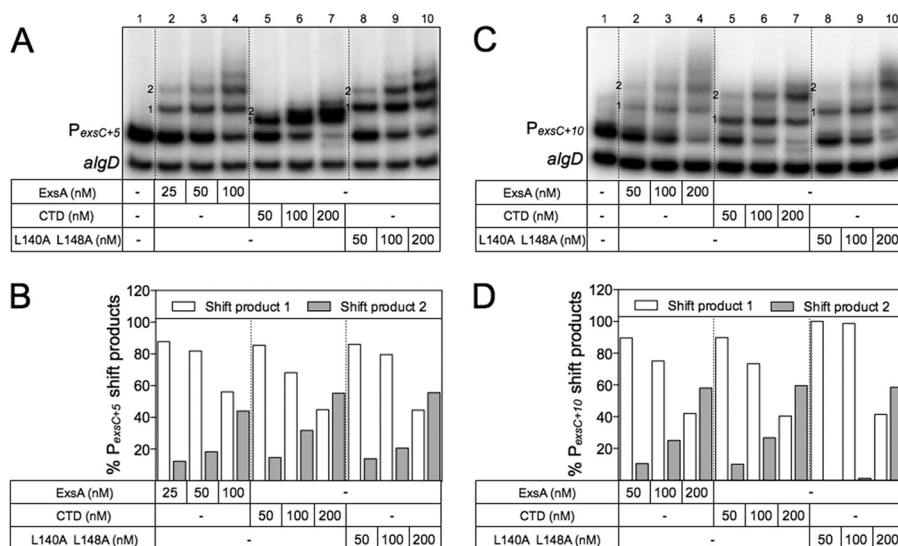 A
1 2 3 4 5 6 7 8 9 10
2
1
2
1
2
1
PexsC+5
algD
ExsA (nM) - 25 50 100 -
CTD (nM) - - 50 100 200 -
L140A L148A (nM) - - 50 100 200
C
1 2 3 4 5 6 7 8 9 10
2
1
2
1
2
1
PexsC+10
algD
ExsA (nM) - 50 100 200 -
CTD (nM) - - 50 100 200 -
L140A L148A (nM) - - 50 100 200
B
% PexsC+5 shift products
120
100
80
60
40
20
Shift product 1 Shift product 2
ExsA (nM) 25 50 100 -
CTD (nM) - 50 100 200 -
L140A L148A (nM) - 50 100 200
D
% PexsC+10 shift products
120
100
80
60
40
20
Shift product 1 Shift product 2
ExsA (nM) 50 100 200 -
CTD (nM) - 50 100 200 -
L140A L148A (nM) - 50 100 200